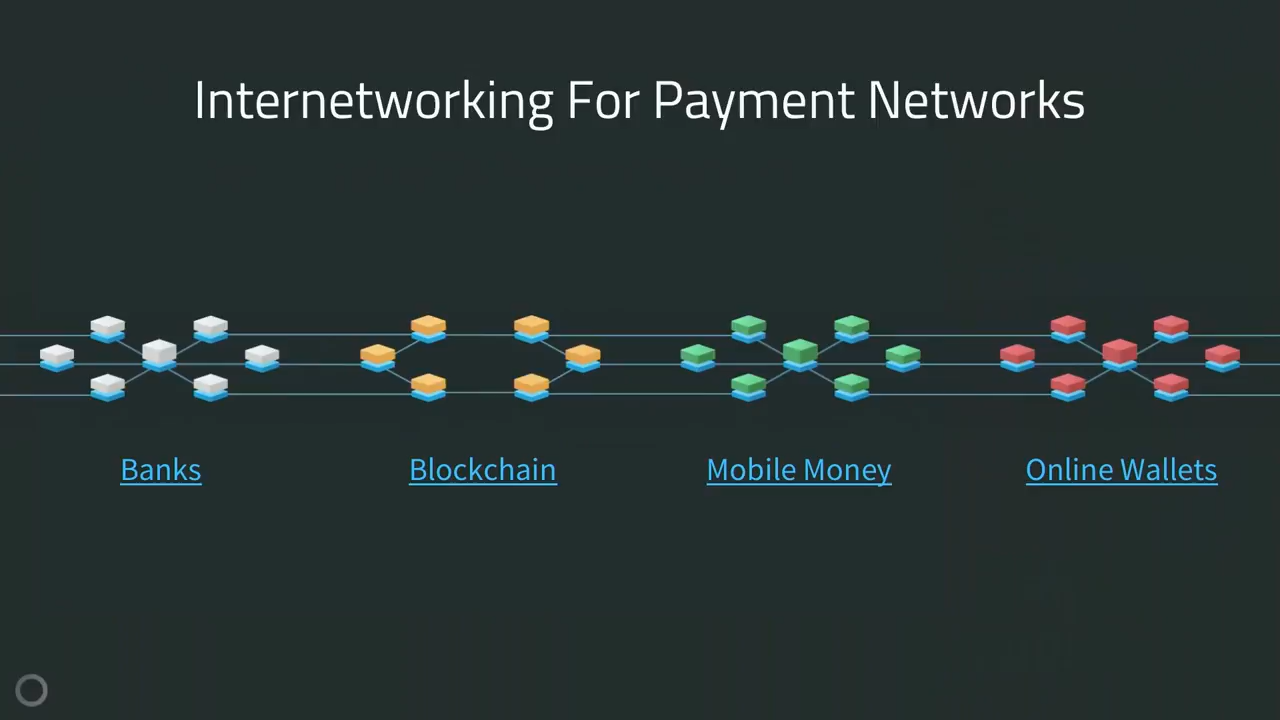 Internetworking For Payment Networks
Banks
Blockchain
Mobile Money
Online Wallets